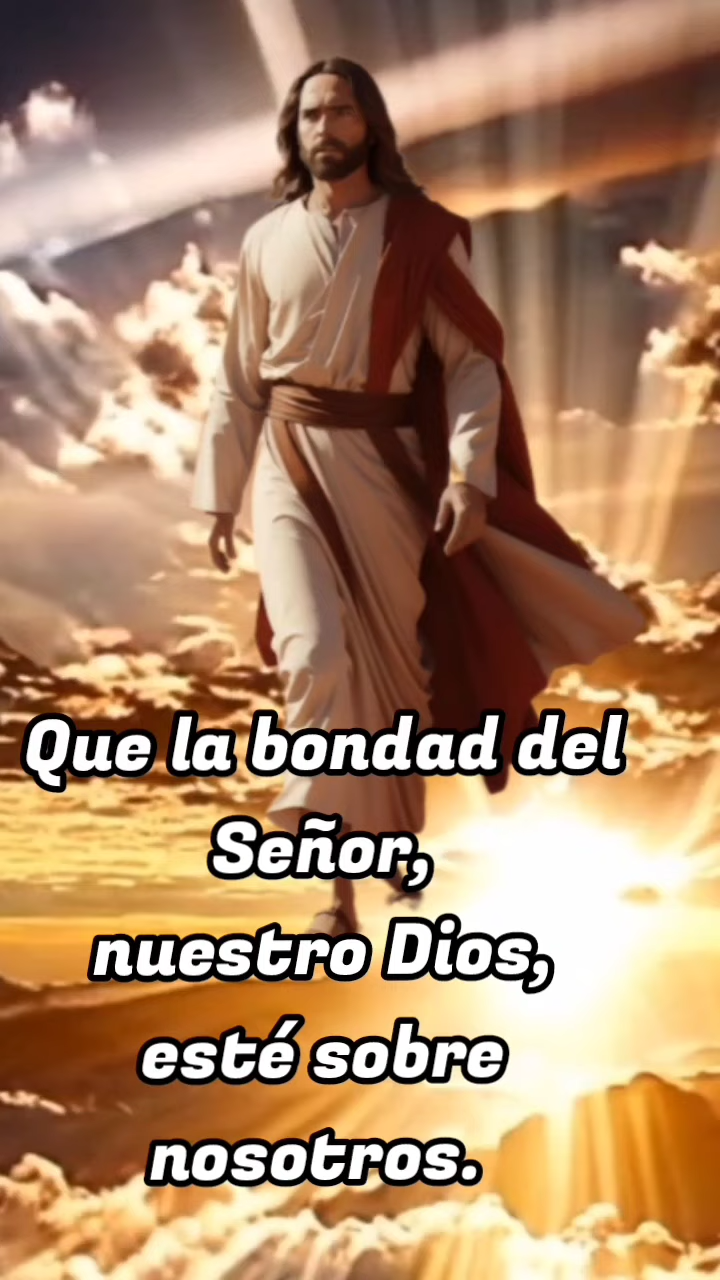 Que la bondad del
Señor,
nuestro Dios,
esté sobre
nosotros.